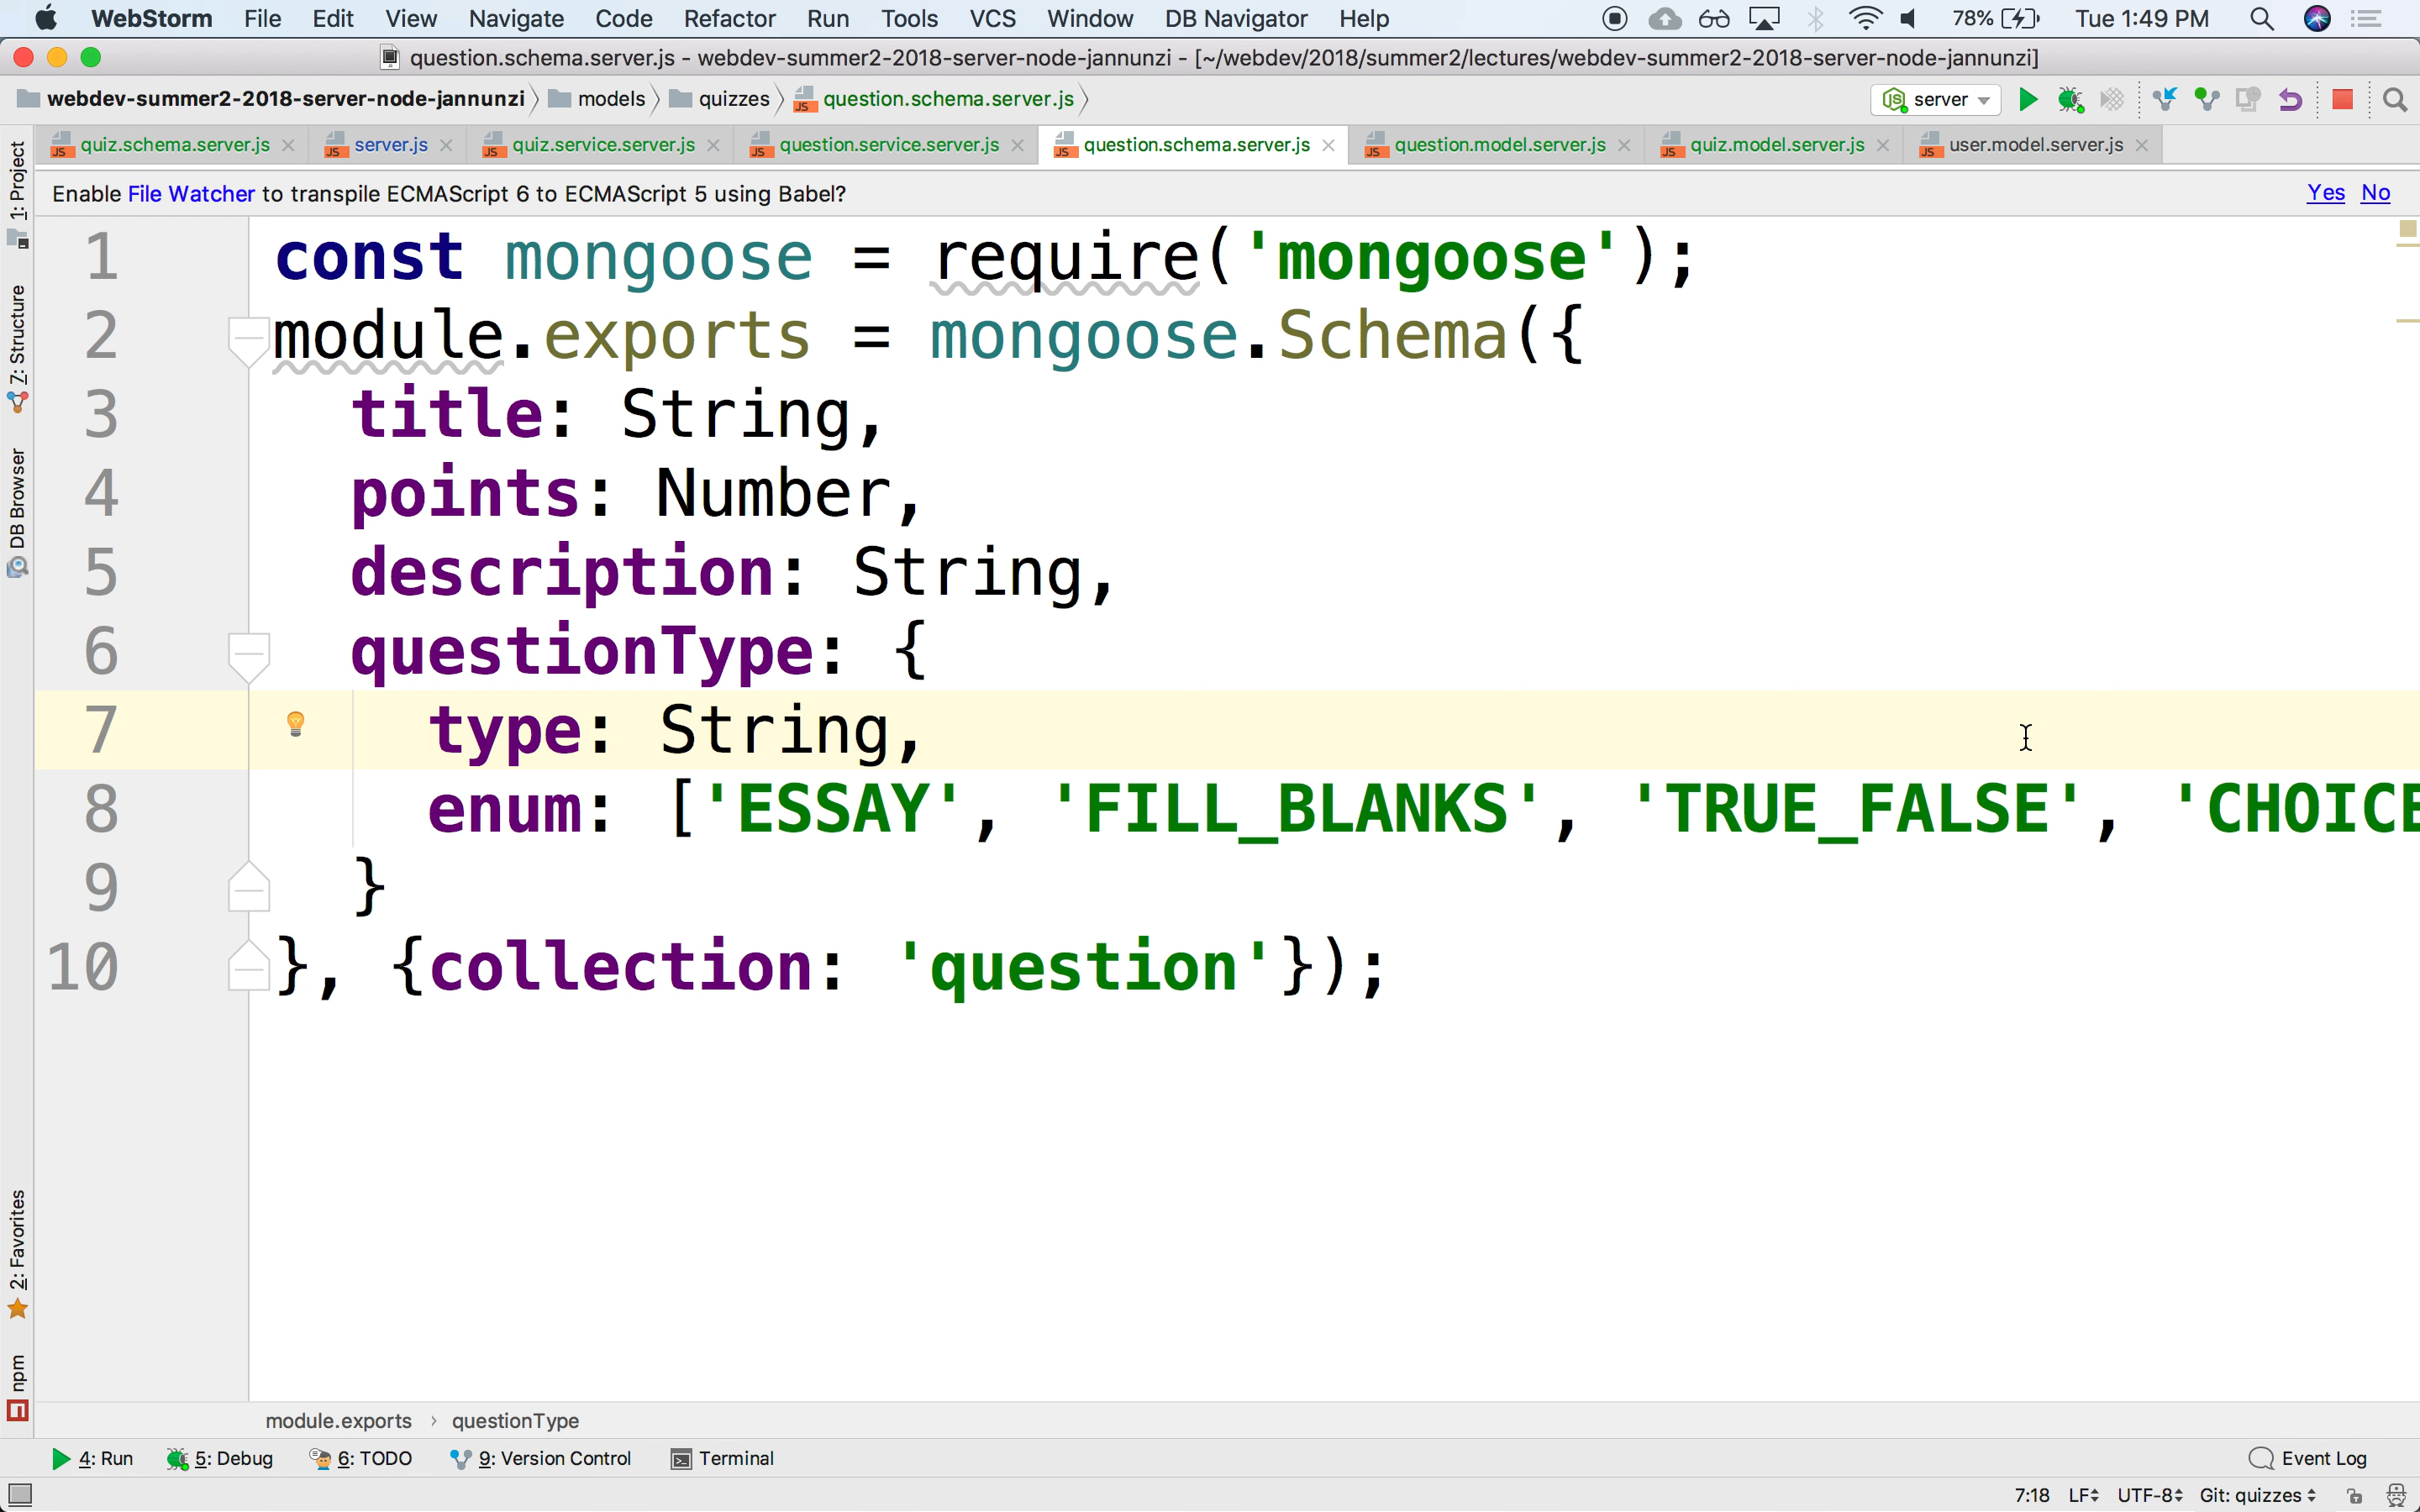 WebStorm File Edit View Navigate Code Refactor Run Tools VCS Window DB Navigator Help 78% Tue 1:49 PM
question.schema.server.js - webdev-summer2-2018-server-node-jannunzi - [~/webdev/2018/summer2/lectures/webdev-summer2-2018-server-node-jannunzi]
webdev-summer2-2018-server-node-jannunzi models quizzes question.schema.server.js server
quiz.schema.server.js server.js quiz.service.server.js question.service.server.js question.schema.server.js question.model.server.js quiz.model.server.js user.model.server.js
Enable File Watcher to transpile ECMAScript 6 to ECMAScript 5 using Babel? Yes No
1: Project
7: Structure
DB Browser
2: Favorites
npm
1 const mongoose = require('mongoose');
2 module.exports = mongoose.Schema({
3 title: String,
4 points: Number,
5 description: String,
6 questionType: {
7 type: String,
8 enum: ['ESSAY', 'FILL_BLANKS', 'TRUE_FALSE', 'CHOICE
9 }
10 }, {collection: 'question'});
module.exports › questionType
4: Run 5: Debug 6: TODO 9: Version Control Terminal Event Log
7:18 LF UTF-8 Git: quizzes